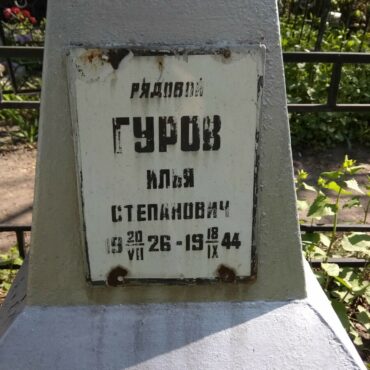 РЯДОВОЙ
ГУРОВ
ИЛЬЯ
СТЕПАНОВИЧ
19 20/VII 26 - 19 18/IX 44